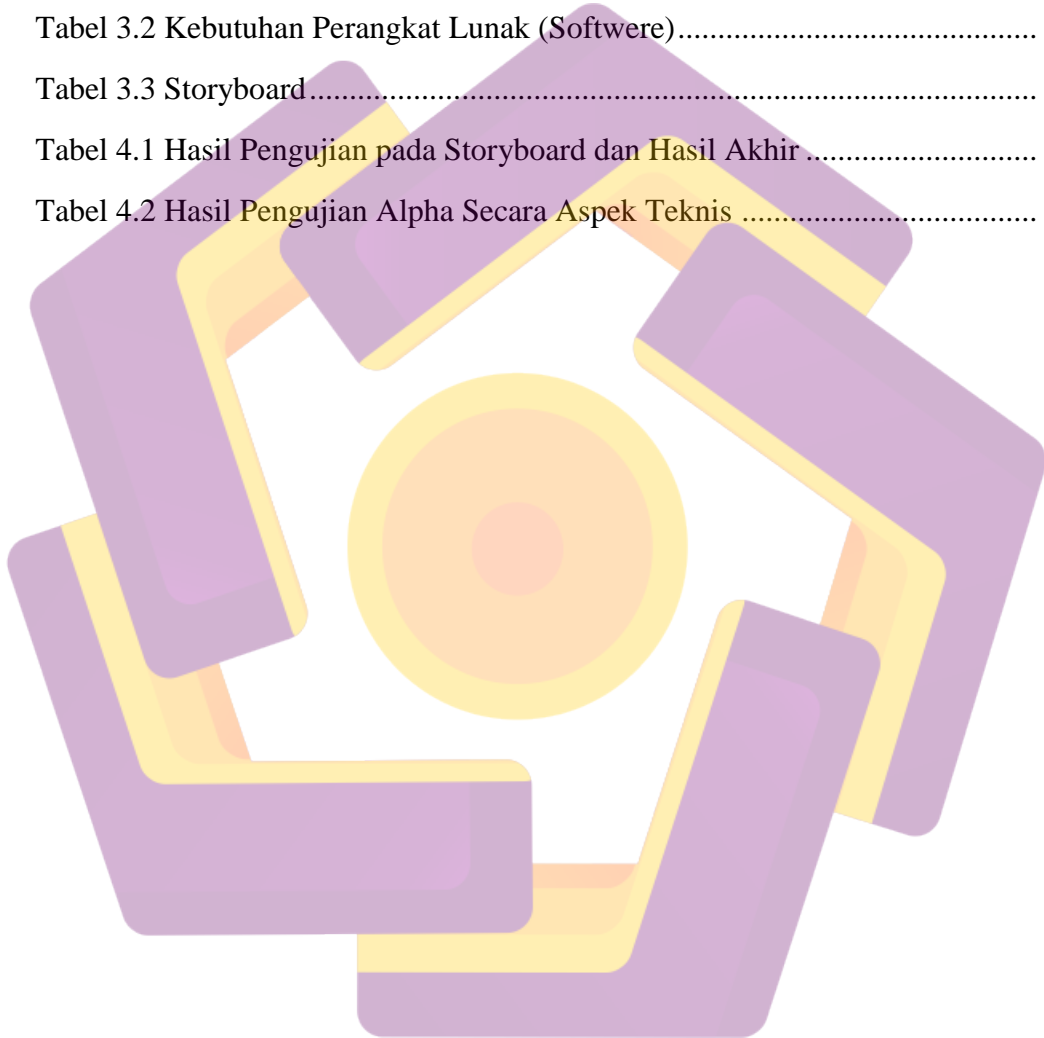 Tabel 3.2 Kebutuhan Perangkat Lunak (Softwere)..........................................
Tabel 3.3 Storyboard.....................................................................................
Tabel 4.1 Hasil Pengujian pada Storyboard dan Hasil Akhir ...........................
Tabel 4.2 Hasil Pengujian Alpha Secara Aspek Teknis ..................................